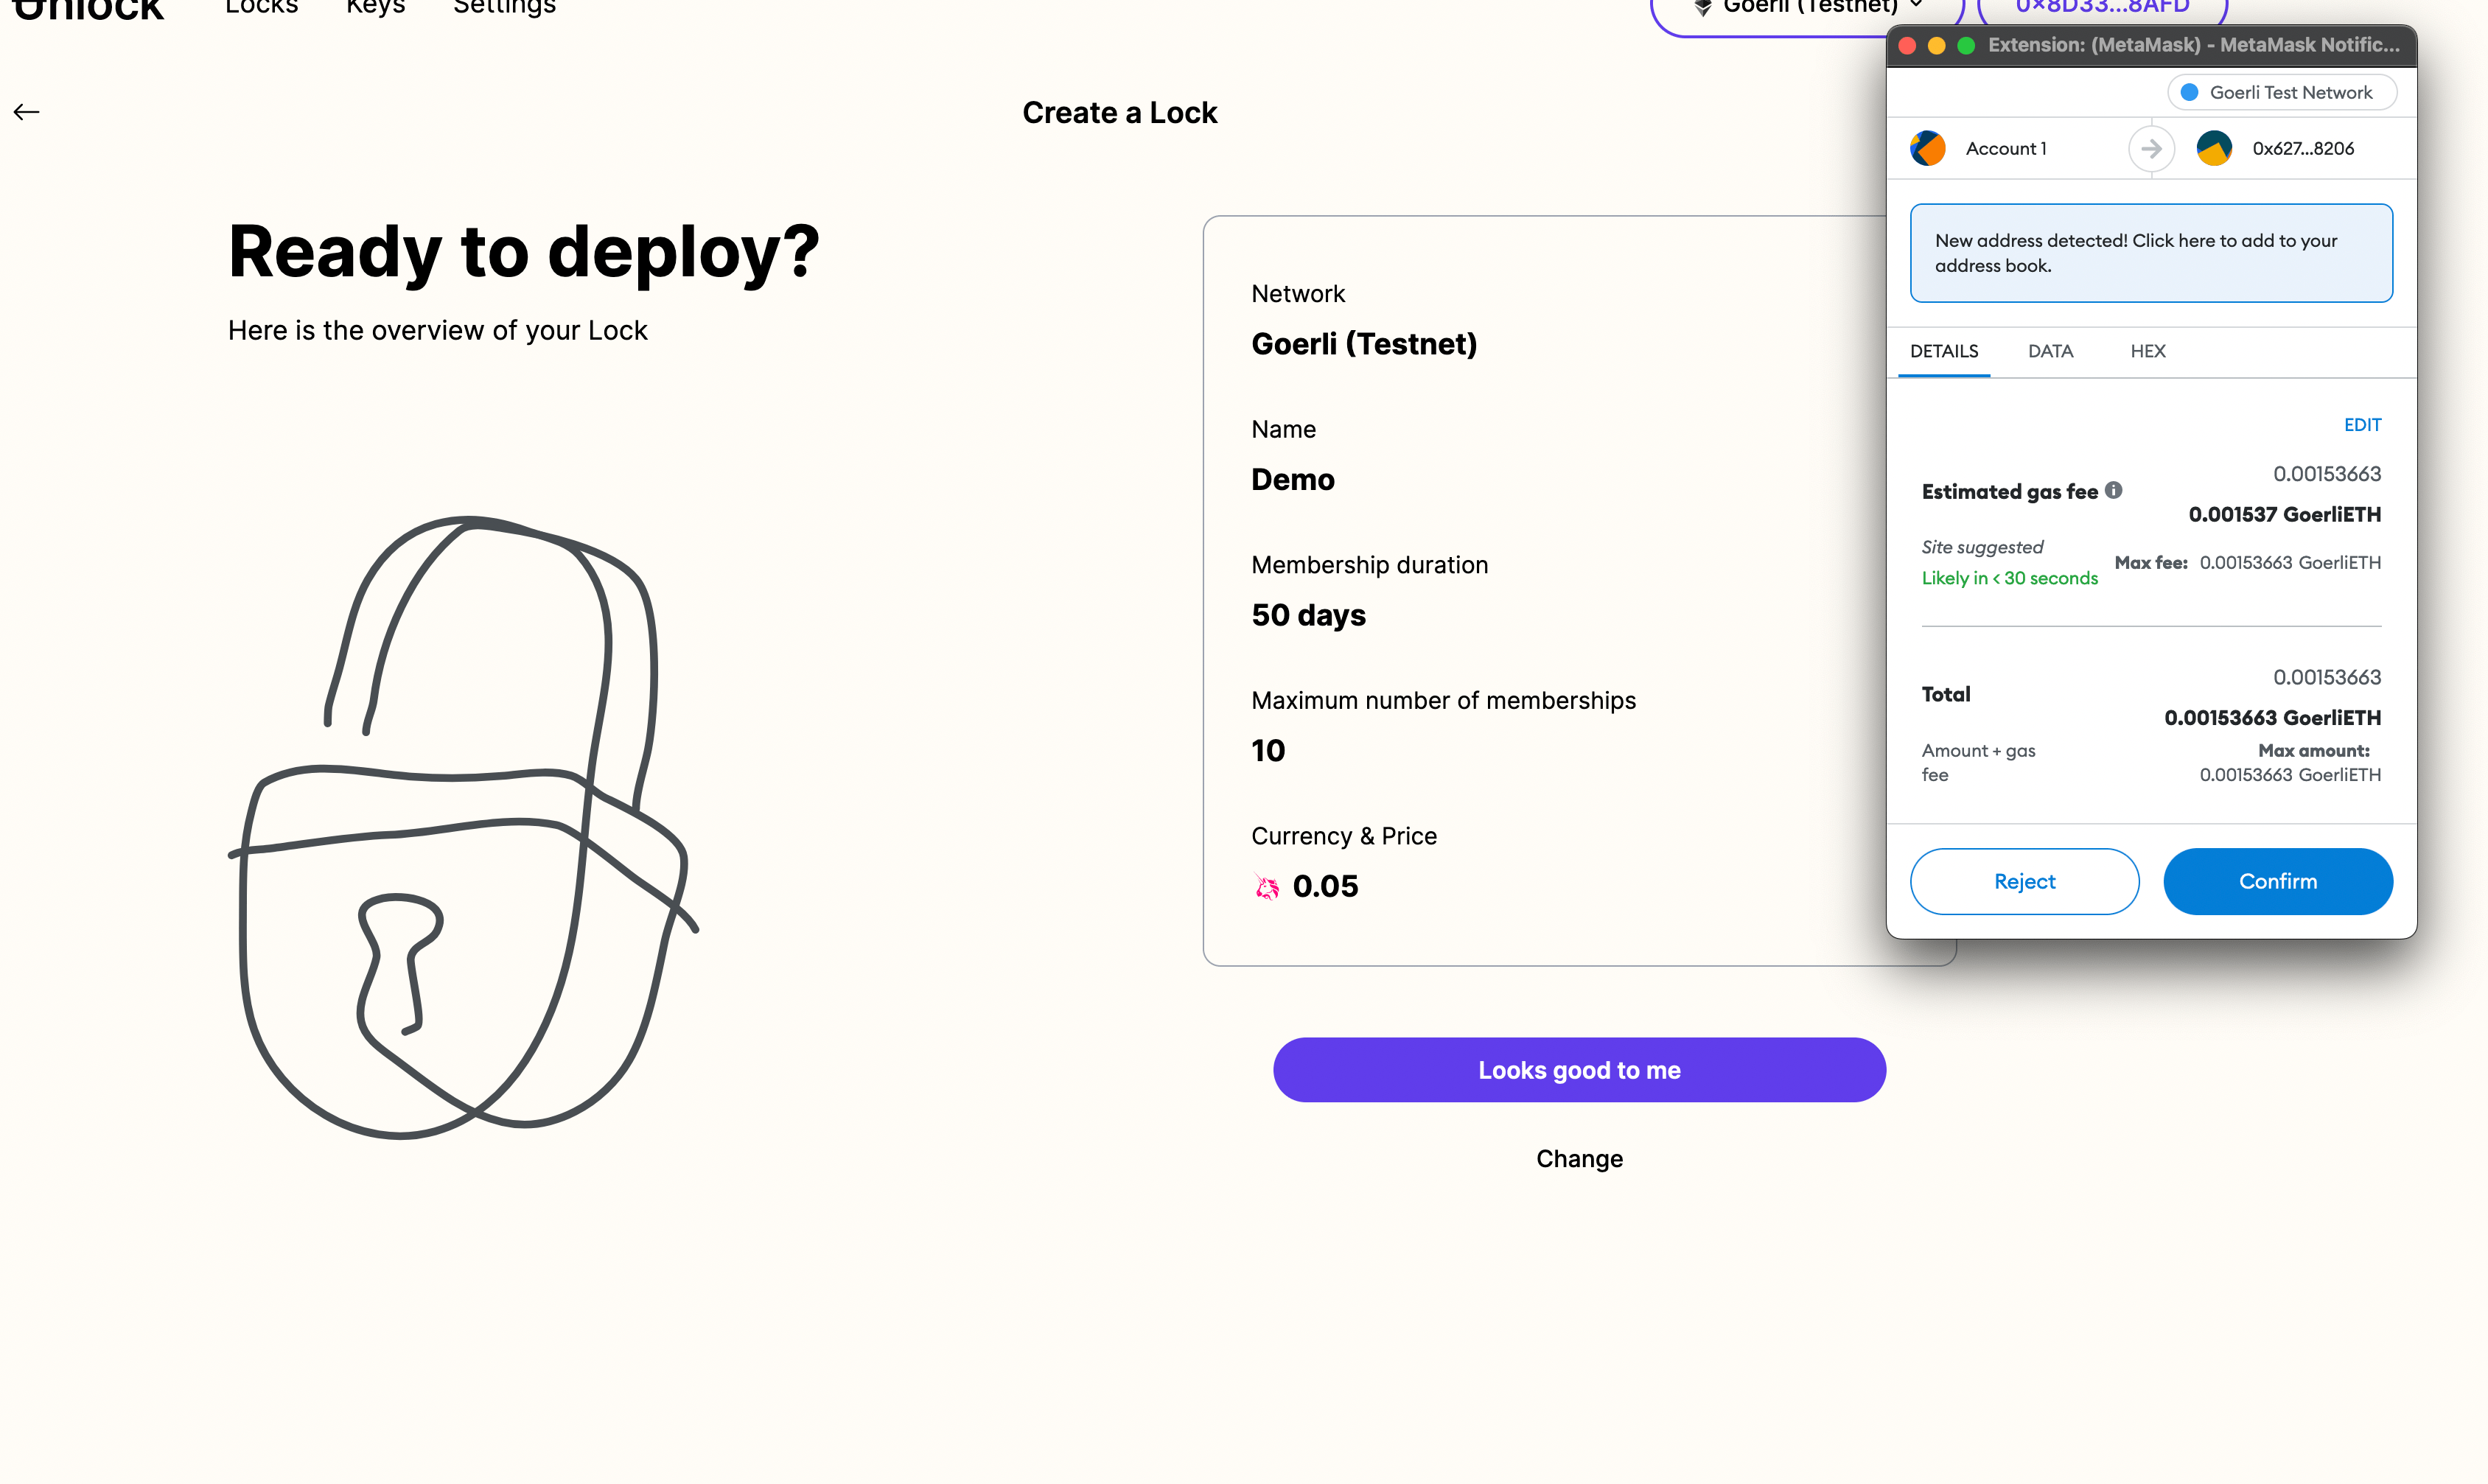 Unlock
Locks
Keys
Settings
Goerli (Testnet)
0x8D33...8AFD
Create a Lock
Ready to deploy?
Here is the overview of your Lock
Network
Goerli (Testnet)
Name
Demo
Membership duration
50 days
Maximum number of memberships
10
Currency & Price
0.05
Looks good to me
Change
Extension: (MetaMask) - MetaMask Notific...
Goerli Test Network
Account 1
0x627...8206
New address detected! Click here to add to your
address book.
DETAILS
DATA
HEX
EDIT
0.00153663
Estimated gas fee
0.001537 GoerliETH
Site suggested
Likely in < 30 seconds
Max fee: 0.00153663 GoerliETH
0.00153663
Total
0.00153663 GoerliETH
Amount + gas
fee
Max amount:
0.00153663 GoerliETH
Reject
Confirm